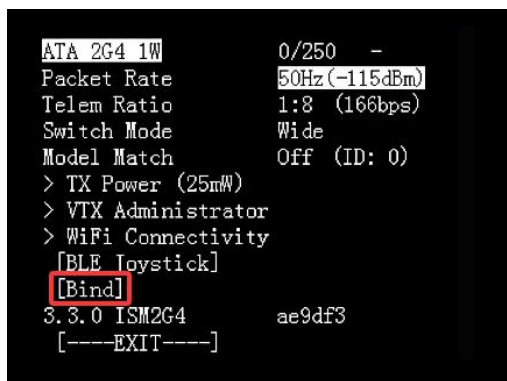 ATA 2G4 1W 0/250 -
Packet Rate 50Hz(-115dBm)
Telem Ratio 1:8 (166bps)
Switch Mode Wide
Model Match Off (ID: 0)
> TX Power (25mW)
> VTX Administrator
> WiFi Connectivity
[BLE Joystick]
[Bind]
3.3.0 ISM2G4 ae9df3
[----EXIT----]